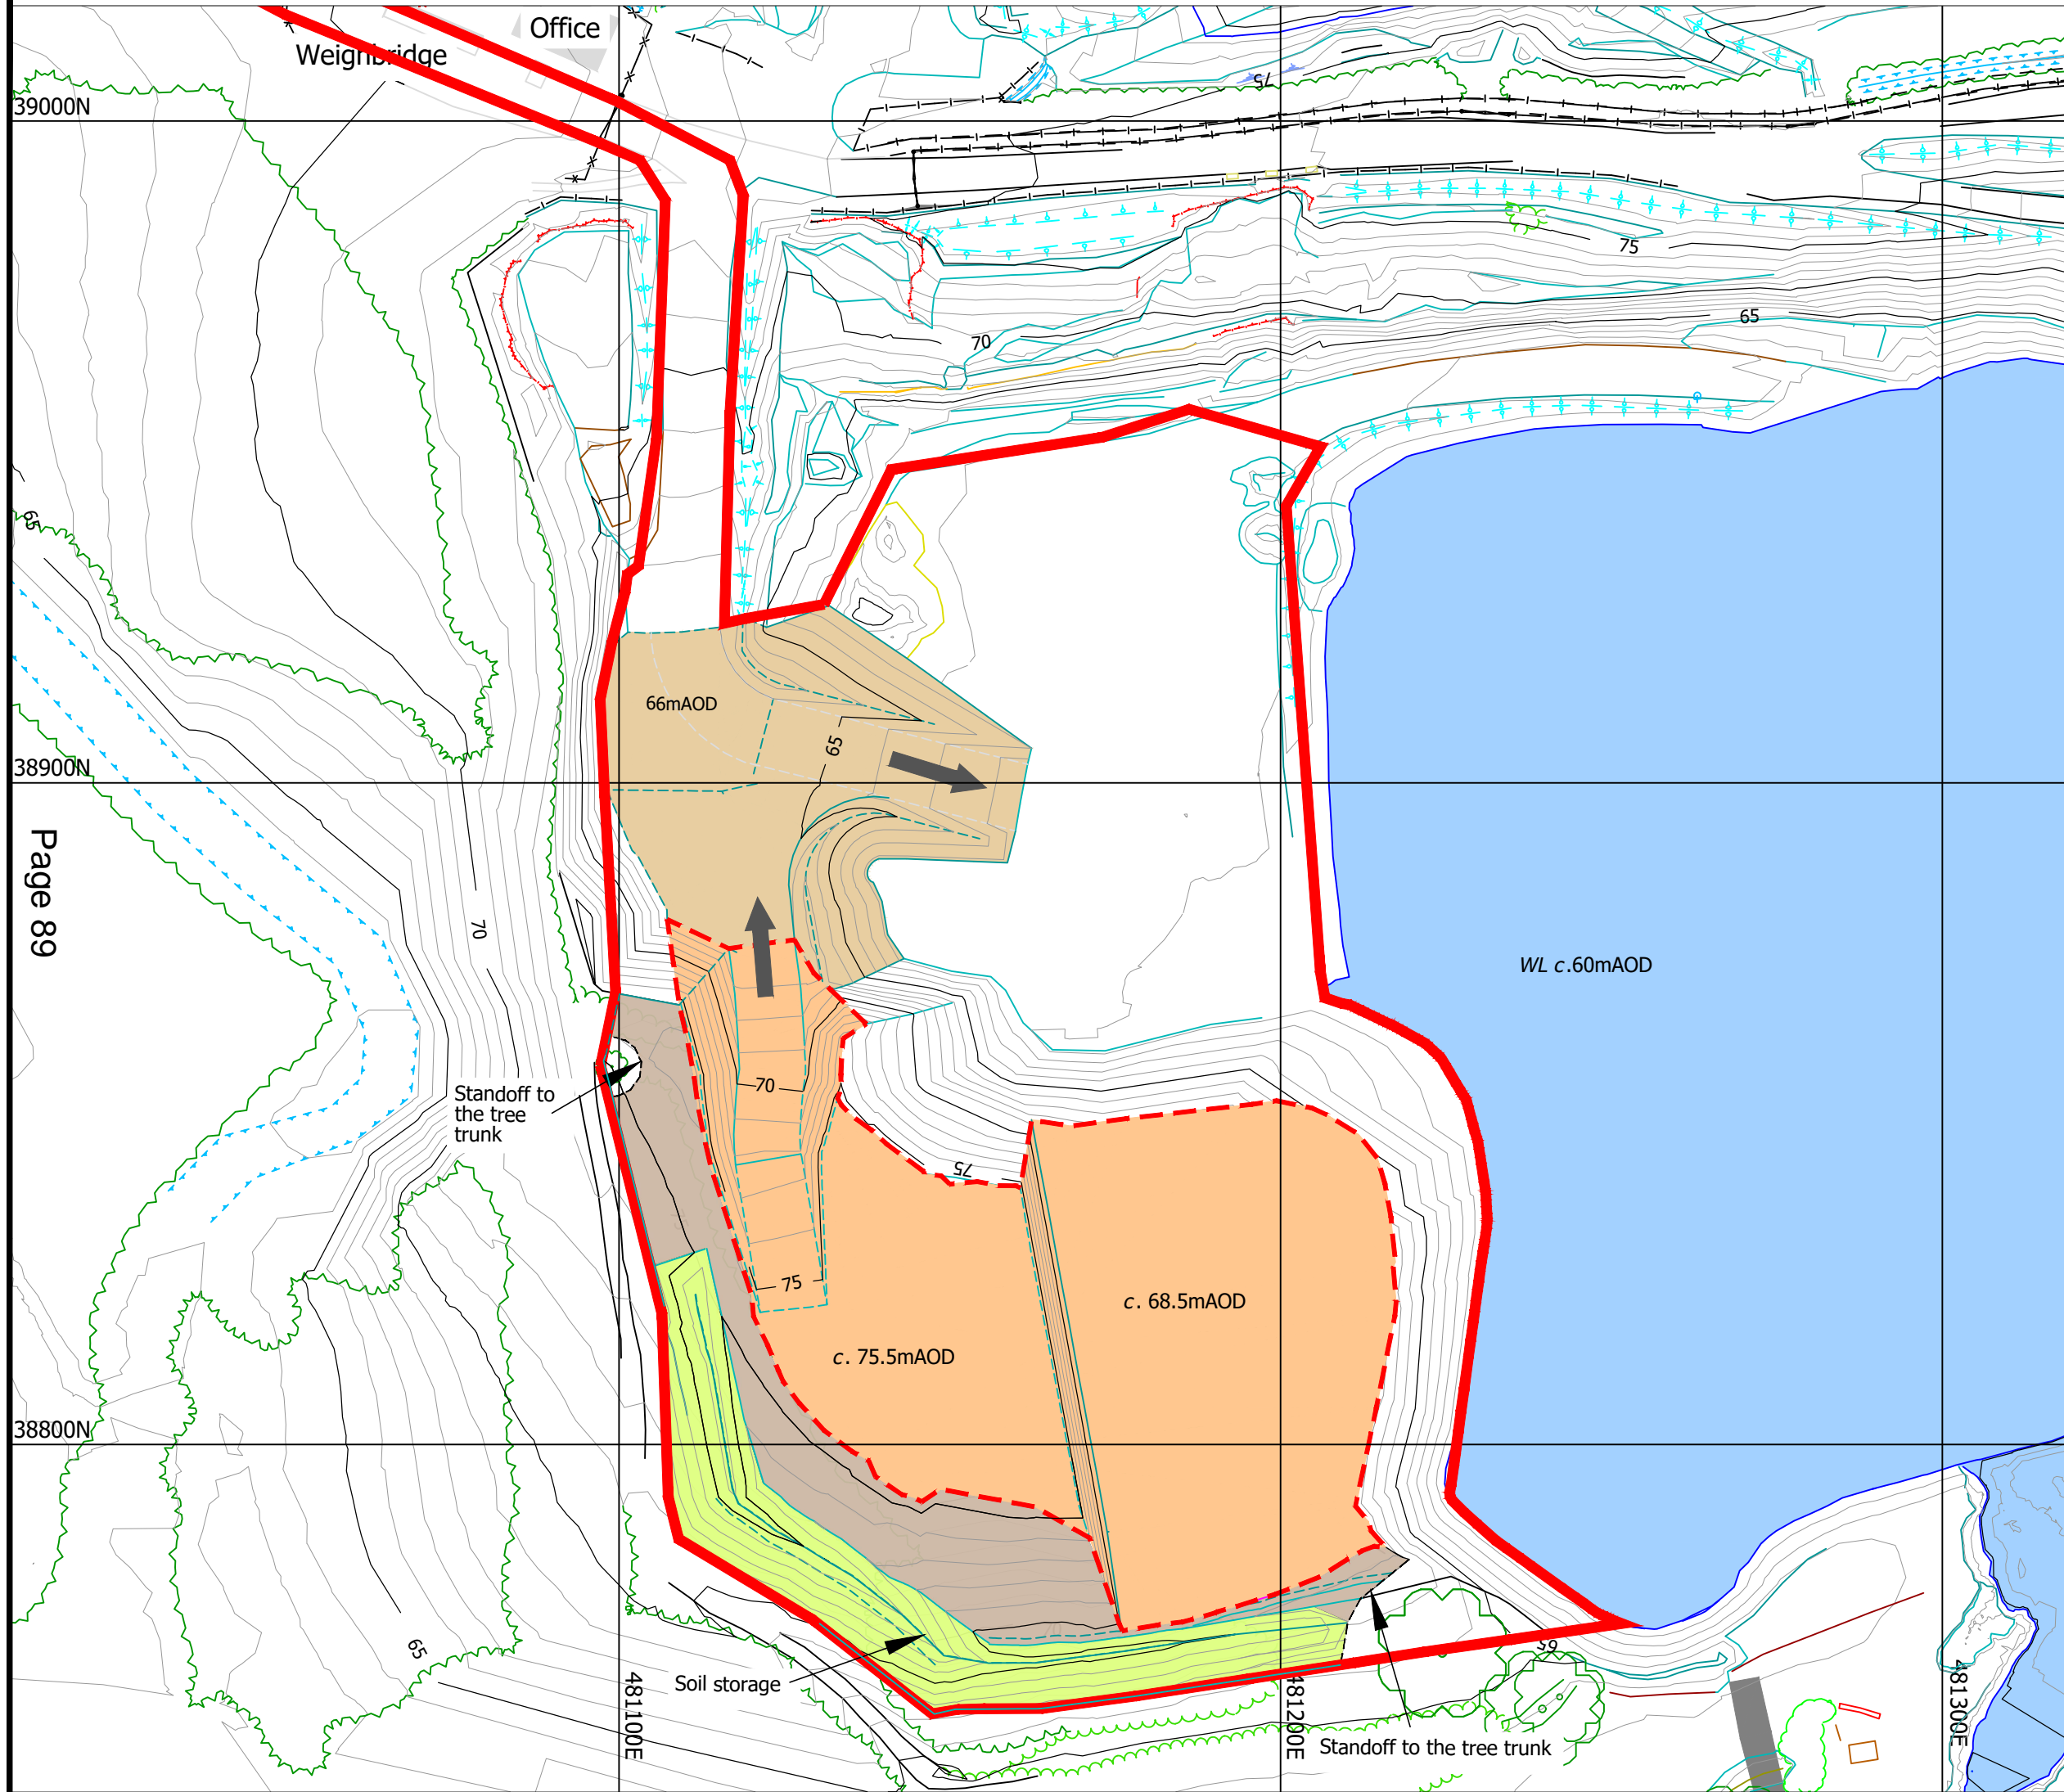 Office
Weighbridge
39000N
75
75
65
70
65
66mAOD
65
38900N
Page 89
70
WL c.60mAOD
Standoff to
the tree
trunk
70
75
75
c. 68.5mAOD
c. 75.5mAOD
38800N
65
65
Soil storage
481100E
481200E
481300E
Standoff to the tree trunk